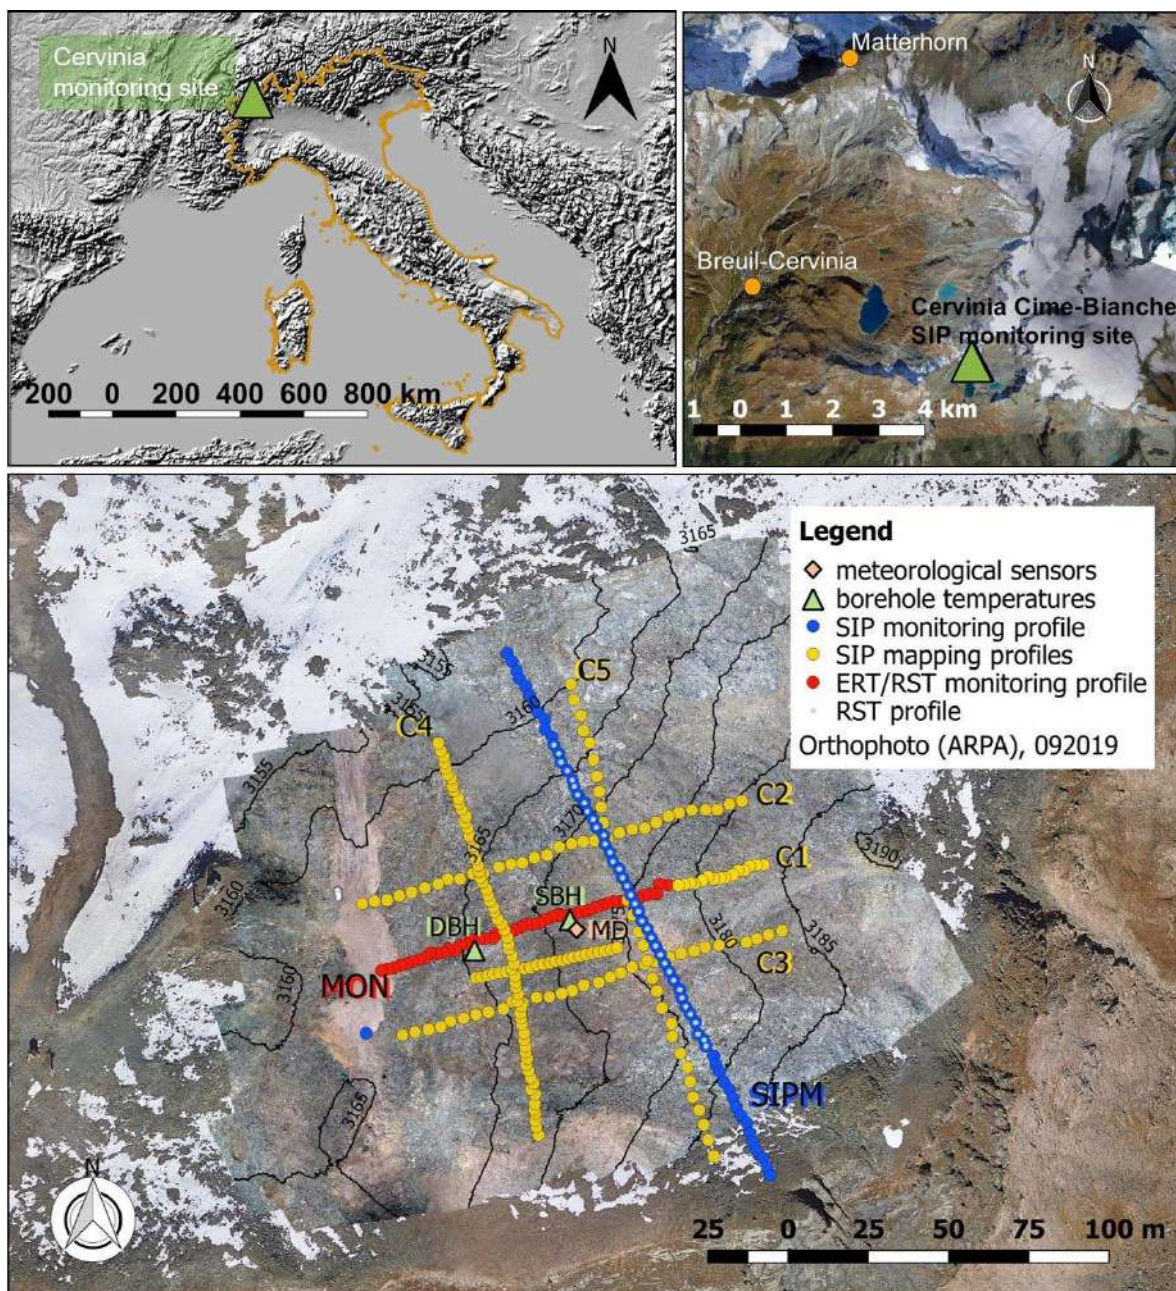 Cervinia
monitoring site
N
200 0 200 400 600 800 km
Matterhorn
N
Breuil-Cervinia
Cervinia Cime-Bianche
SIP monitoring site
1 0 1 2 3 4 km
Legend
meteorological sensors
borehole temperatures
SIP monitoring profile
SIP mapping profiles
ERT/RST monitoring profile
RST profile
Orthophoto (ARPA), 092019
3165
3155
C5
3155
3160
C4
3155
C2
3170
3165
C1
3190
3160
SBH
DBH
MD
3180
3185
C3
3160
MON
SIPM
3165
N
25 0 25 50 75 100 m